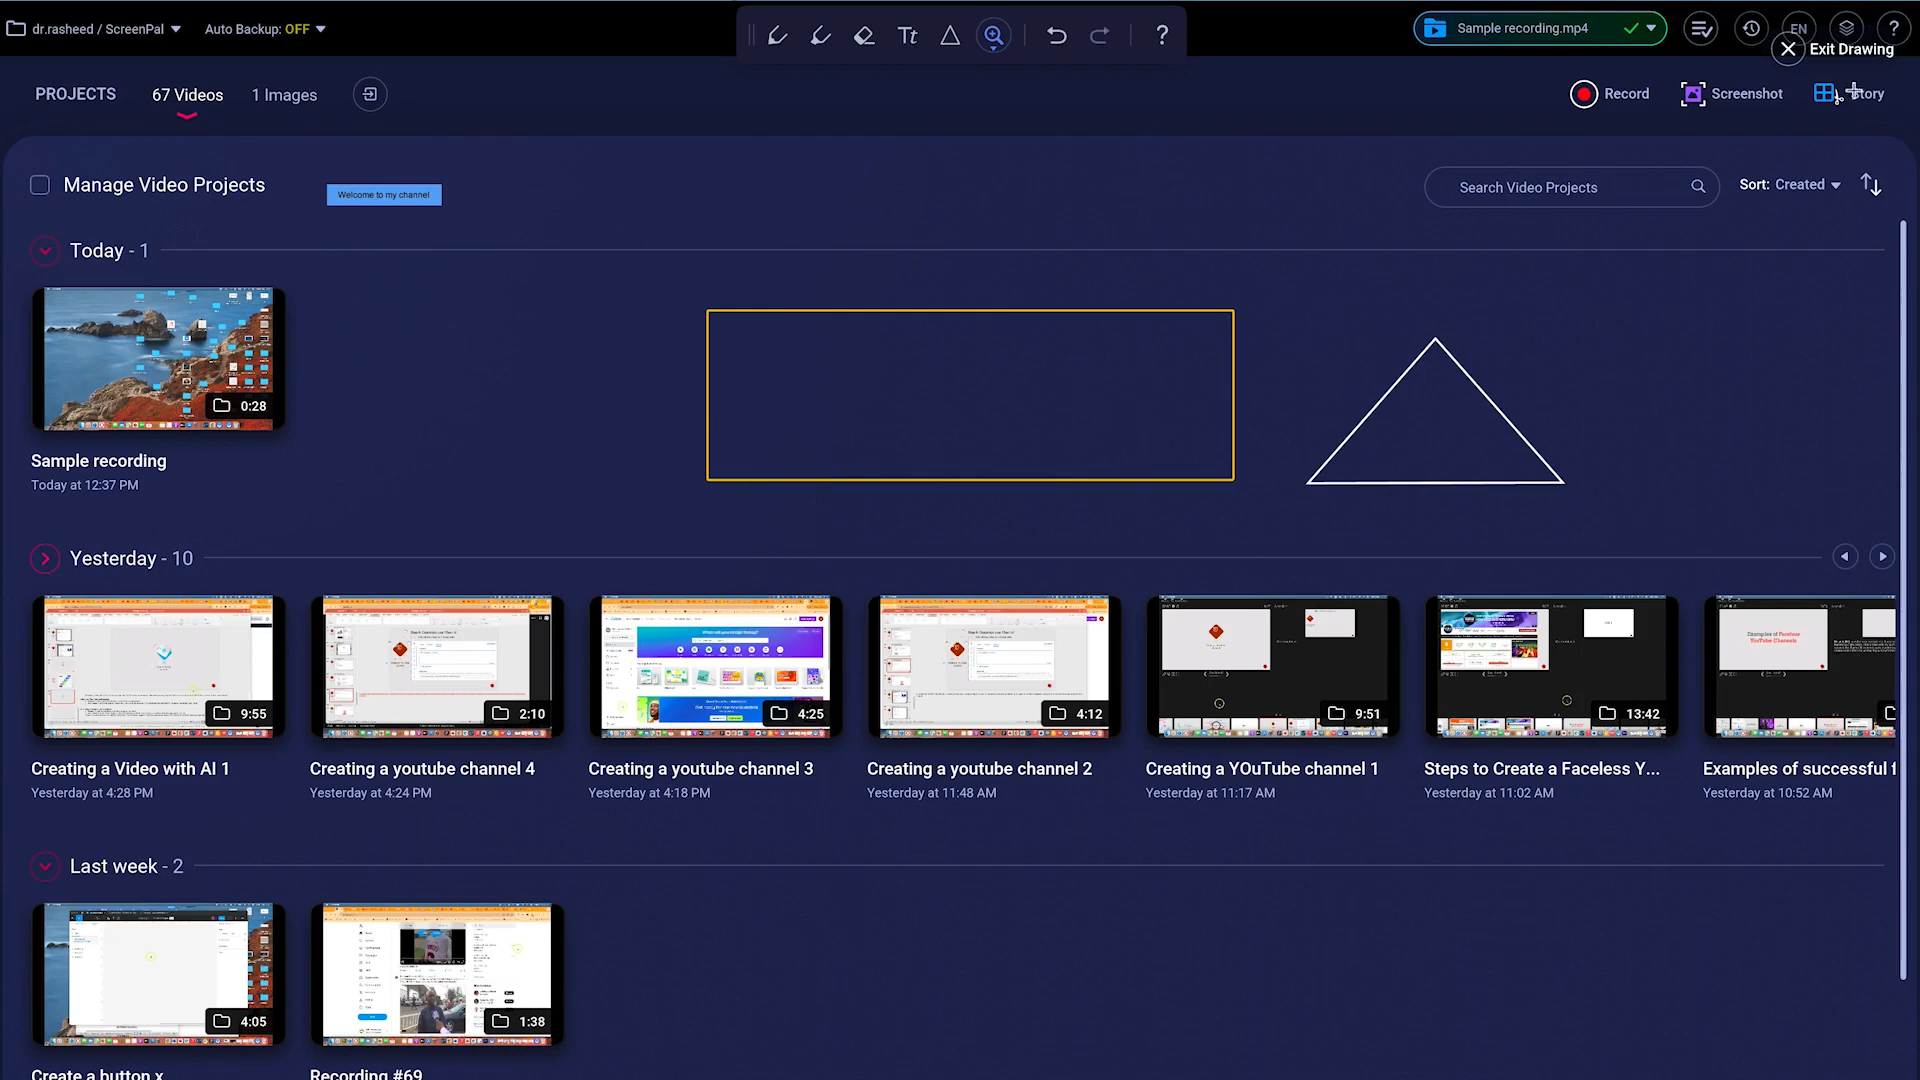 dr.rasheed / ScreenPal
Auto Backup: OFF
Tt
?
Sample recording.mp4
EN
?
Exit Drawing
PROJECTS
67 Videos
1 Images
Record
Screenshot
Story
Manage Video Projects
Welcome to my channel
Search Video Projects
Sort: Created
Today - 1
0:28
Sample recording
Today at 12:37 PM
Yesterday - 10
9:55
2:10
4:25
4:12
9:51
13:42
Examples of Faceless
YouTube Channels
Creating a Video with AI 1
Yesterday at 4:28 PM
Creating a youtube channel 4
Yesterday at 4:24 PM
Creating a youtube channel 3
Yesterday at 4:18 PM
Creating a youtube channel 2
Yesterday at 11:48 AM
Creating a YOuTube channel 1
Yesterday at 11:17 AM
Steps to Create a Faceless Y...
Yesterday at 11:02 AM
Examples of successful f
Yesterday at 10:52 AM
Last week - 2
4:05
1:38
Create a button x
Recording #69